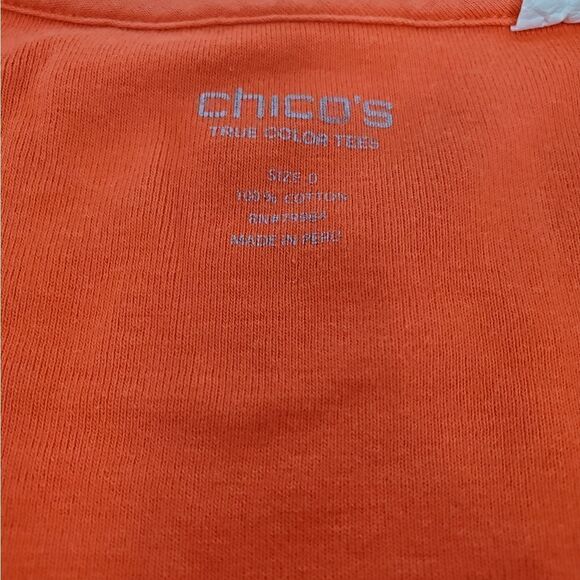 chico's
TRUE COLOR TEES
SIZE-0
100% COTTON
MADE IN PERU